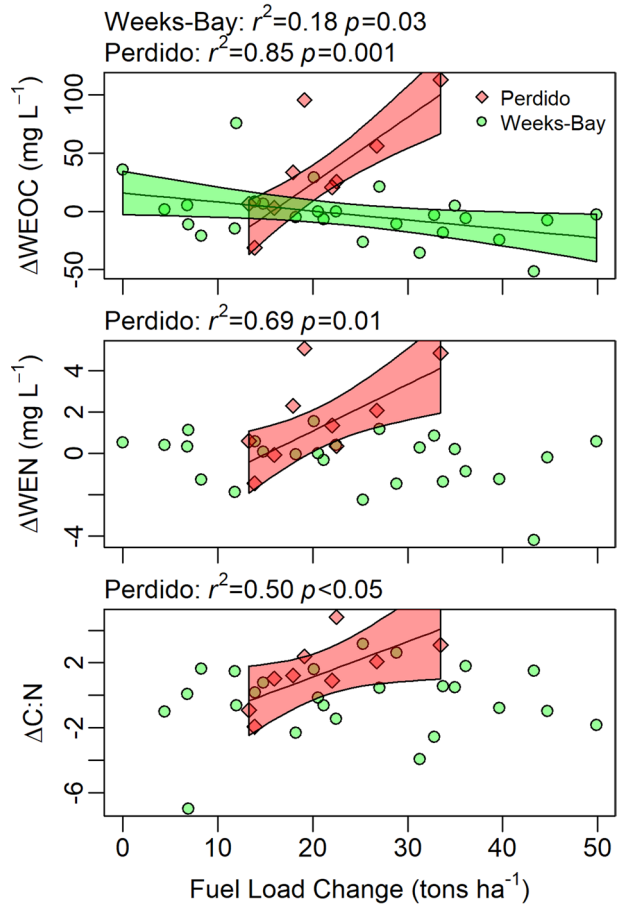 Weeks-Bay: r²=0.18 p=0.03
Perdido: r²=0.85 p=0.001
ΔWEOC (mg L⁻¹)
100
50
0
-50
Perdido
Weeks-Bay
Perdido: r²=0.69 p=0.01
ΔWEN (mg L⁻¹)
4
2
0
-4
Perdido: r²=0.50 p<0.05
ΔC:N
2
-2
-6
0 10 20 30 40 50
Fuel Load Change (tons ha⁻¹)